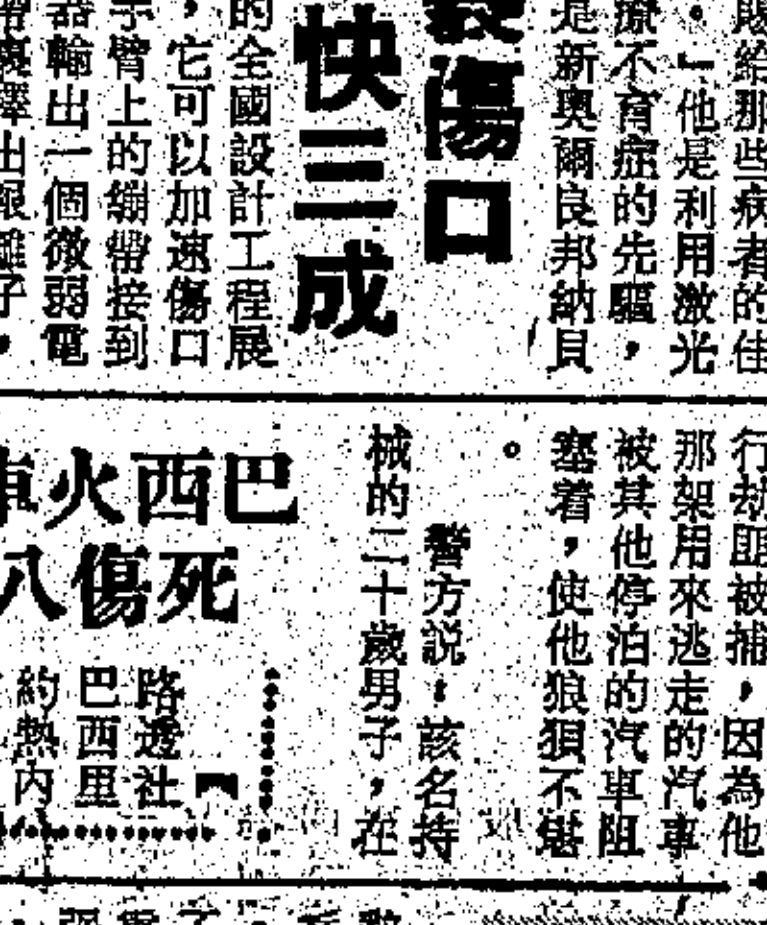 給那些病者的佳
。」他是利用激光
療不育症的先驅，
是新奧爾良邦納貝
裂傷口
快三成
的全國設計工程展
，它可以加速傷口
示臂上的繃帶接到
器輸出一個微弱電
行劫匪被捕，因為他
那架用來逃走的汽車
被其他停泊的汽車阻
塞着，使他狼狽不堪
。
警方說，該名持
械的二十歲男子，在
巴西火車
死傷八
【
路透社
巴西里
約熱內